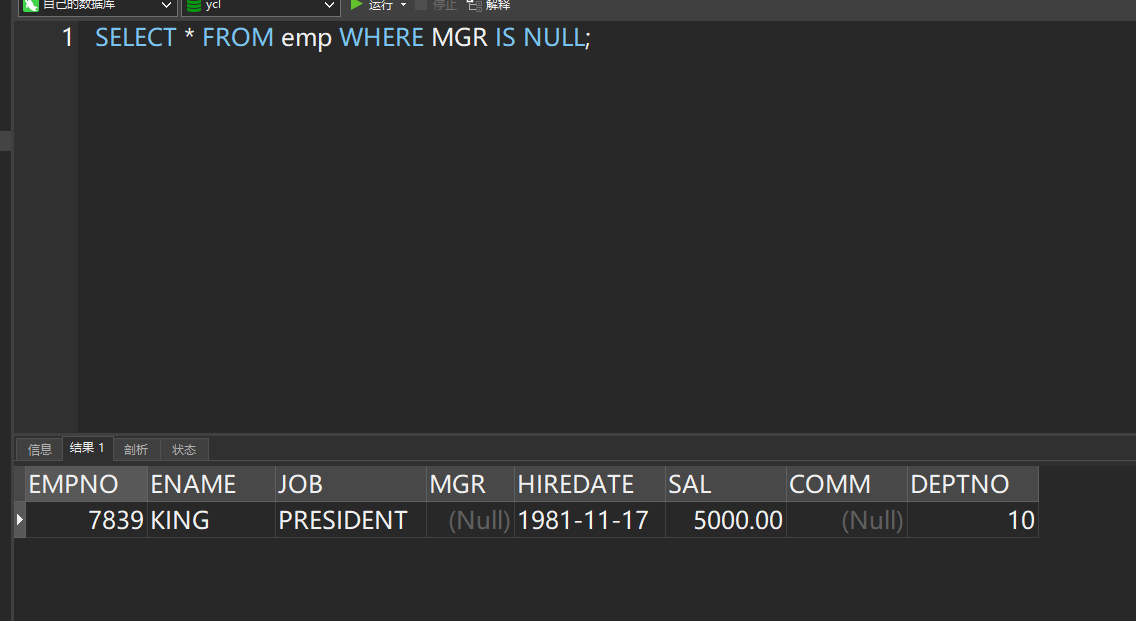 自己的数据库 ycl 运行 停止 解释
1 SELECT * FROM emp WHERE MGR IS NULL;
信息 结果 1 剖析 状态
EMPNO ENAME JOB MGR HIREDATE SAL COMM DEPTNO
7839 KING PRESIDENT (Null) 1981-11-17 5000.00 (Null) 10